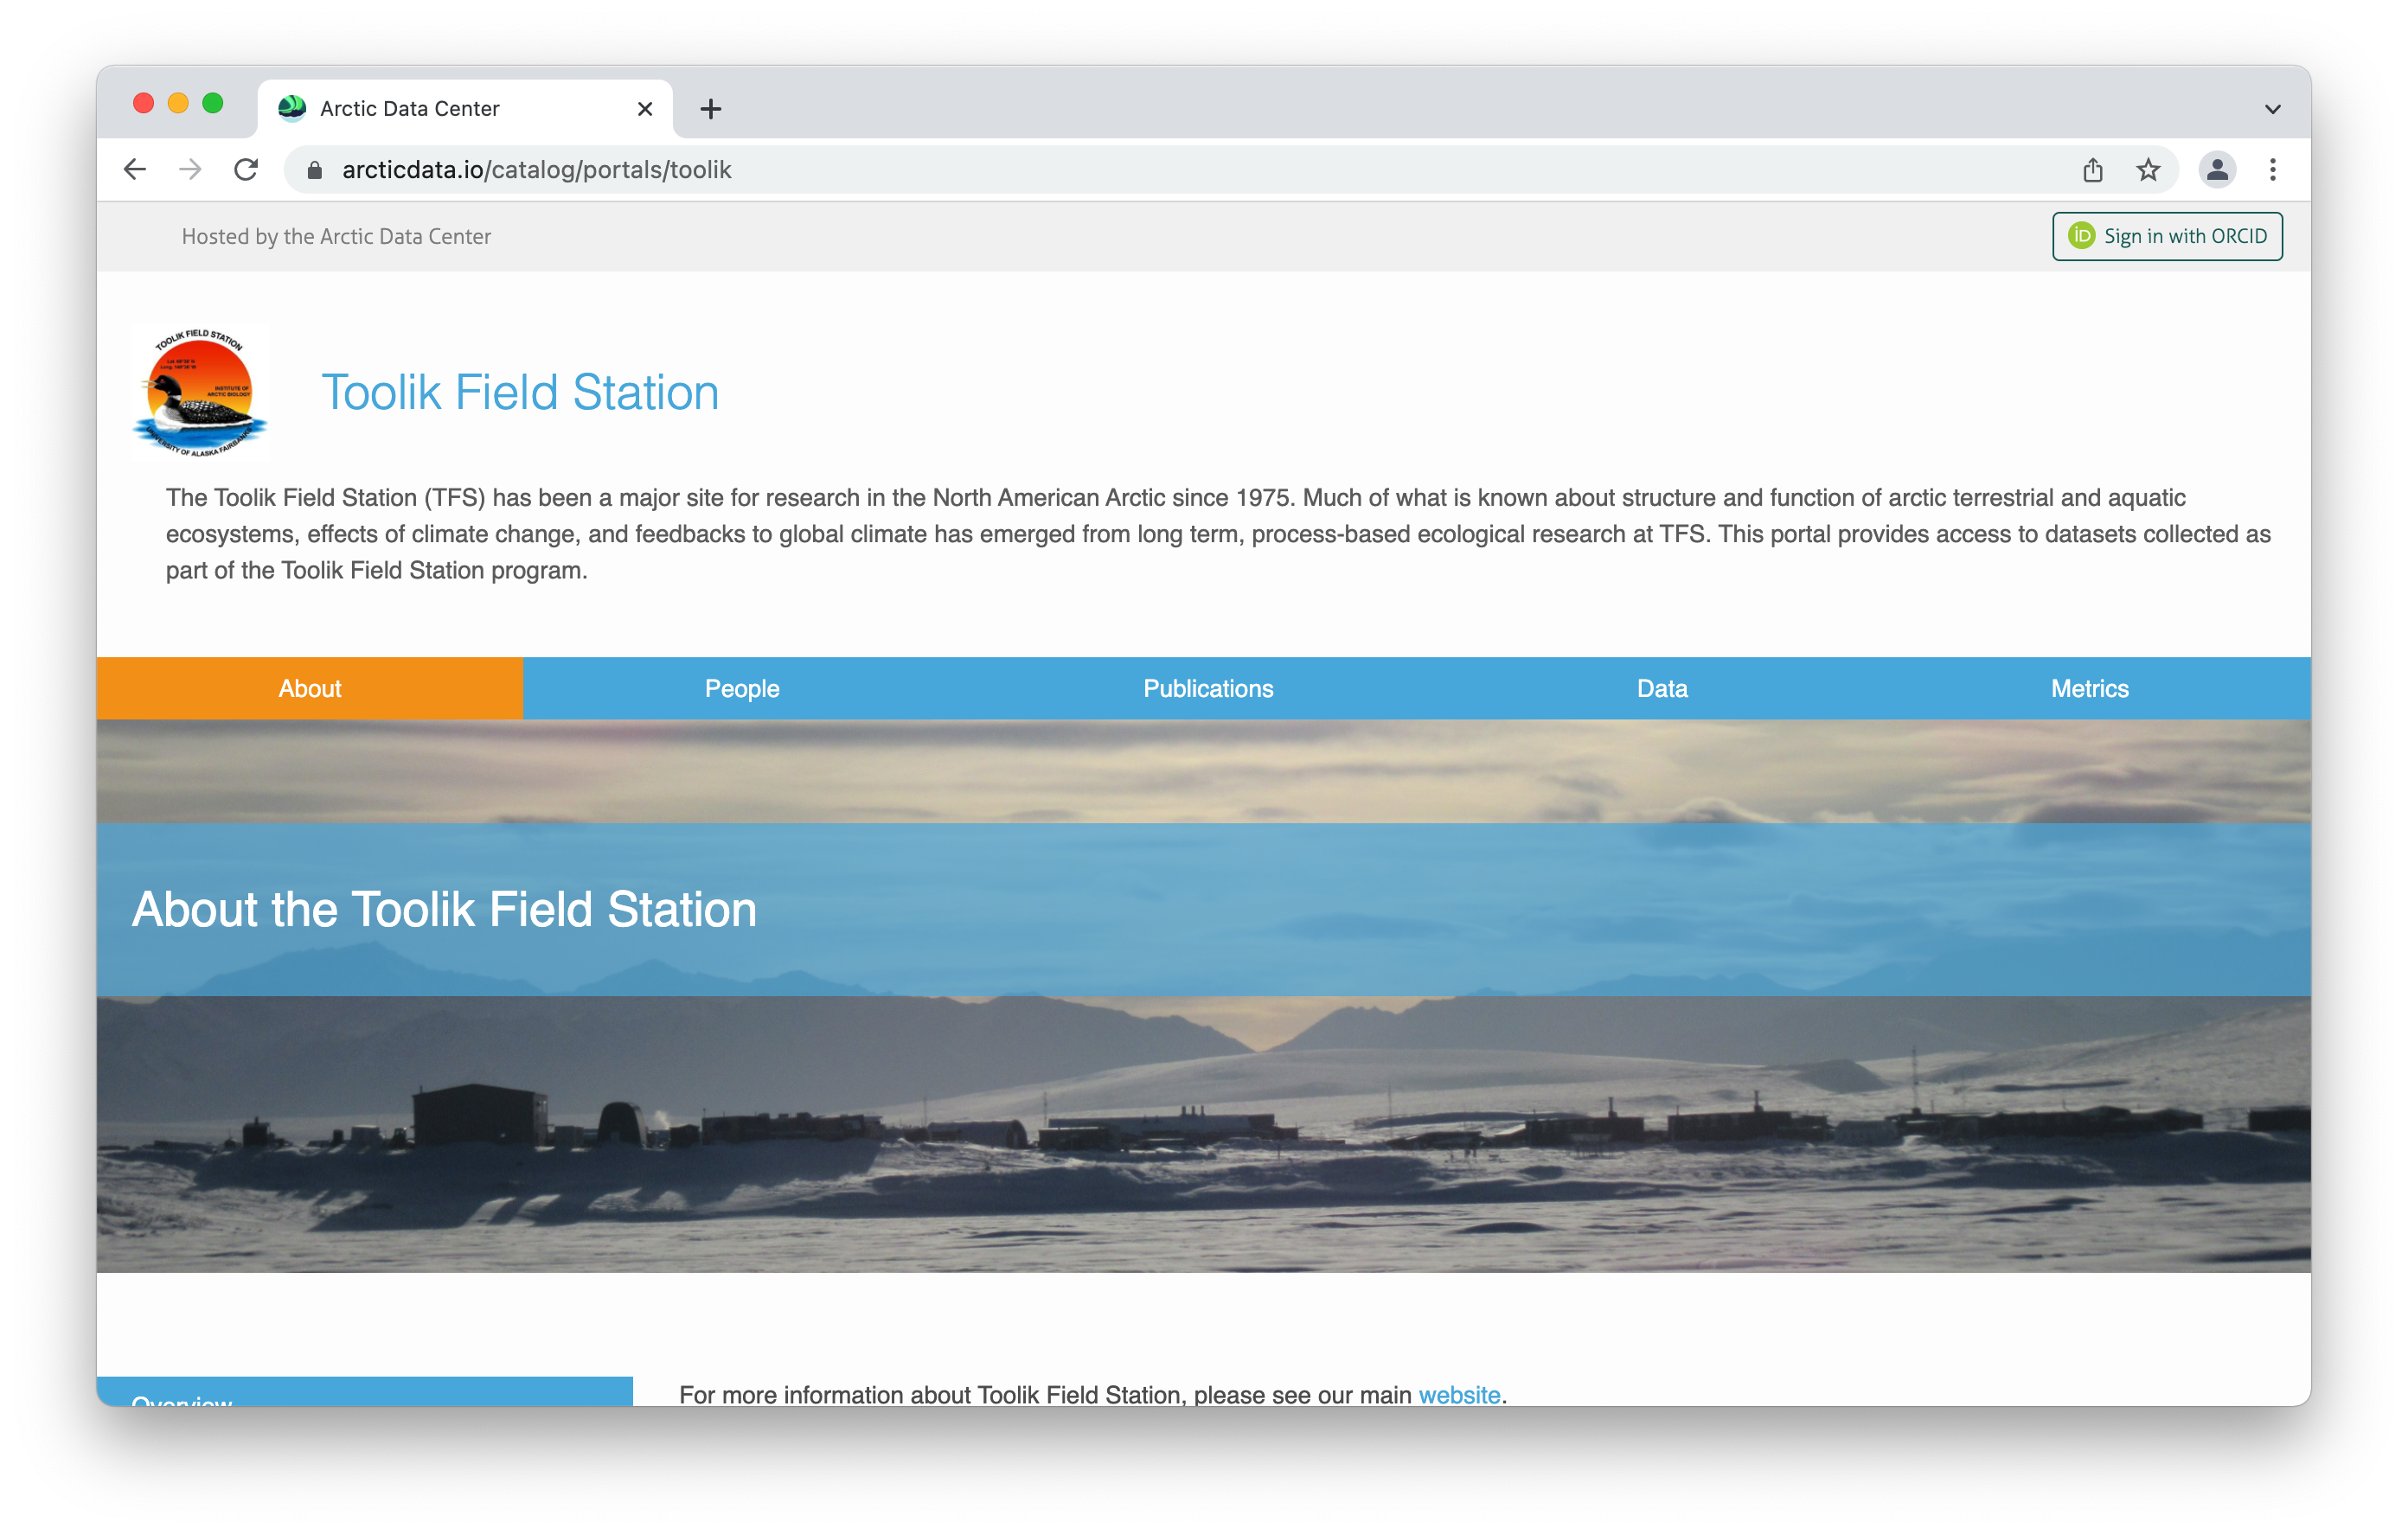 Arctic Data Center
arcticdata.io/catalog/portals/toolik
Hosted by the Arctic Data Center
iD Sign in with ORCID
TOOLIK FIELD STATION
INSTITUTE OF
ARCTIC BIOLOGY
UNIVERSITY OF ALASKA FAIRBANKS
Toolik Field Station
The Toolik Field Station (TFS) has been a major site for research in the North American Arctic since 1975. Much of what is known about structure and function of arctic terrestrial and aquatic
ecosystems, effects of climate change, and feedbacks to global climate has emerged from long term, process-based ecological research at TFS. This portal provides access to datasets collected as
part of the Toolik Field Station program.
About People Publications Data Metrics
About the Toolik Field Station
Overview
For more information about Toolik Field Station, please see our main website.